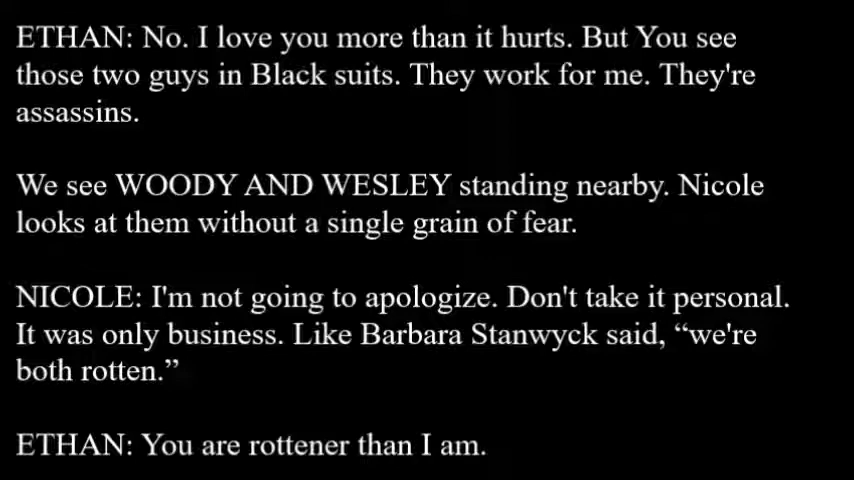 ETHAN: No. I love you more than it hurts. But You see
those two guys in Black suits. They work for me. They're
assassins.
We see WOODY AND WESLEY standing nearby. Nicole
looks at them without a single grain of fear.
NICOLE: I'm not going to apologize. Don't take it personal.
It was only business. Like Barbara Stanwyck said, “we're
both rotten.”
ETHAN: You are rottener than I am.